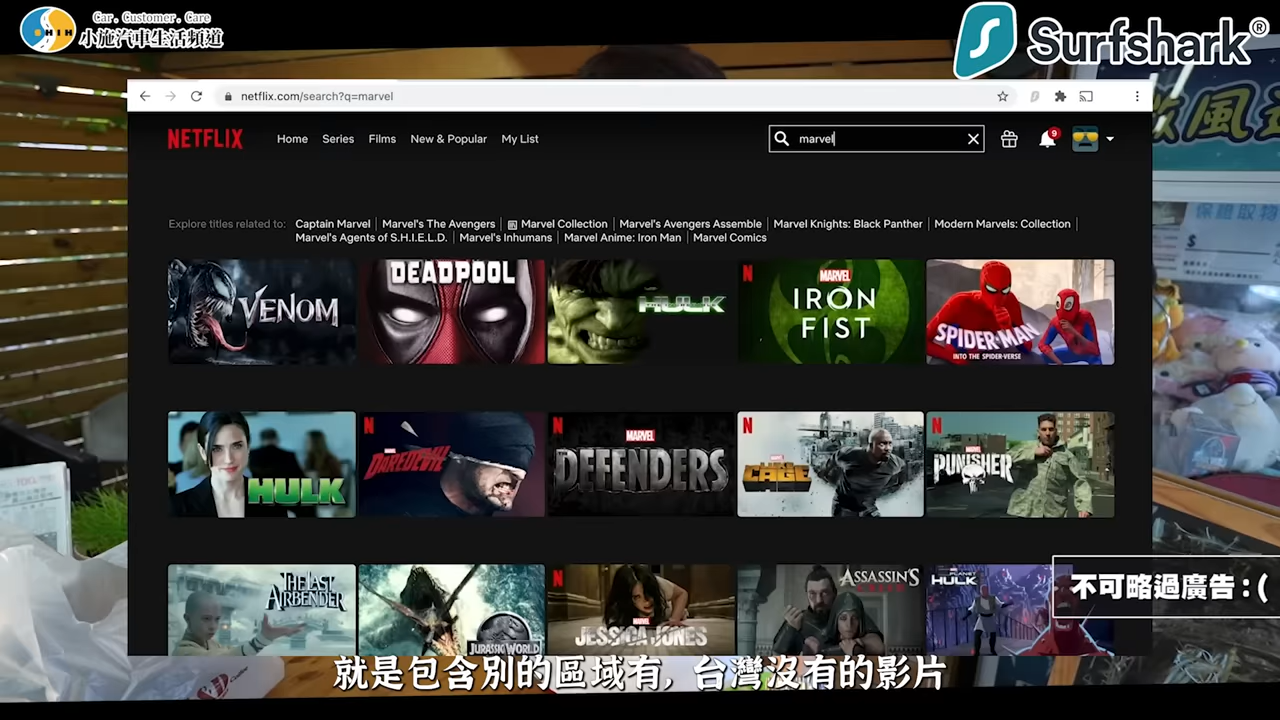 Car. Customer. Care
SHIH
小施汽車生活頻道
Surfshark®
netflix.com/search?q=marvel
NETFLIX
Home
Series
Films
New & Popular
My List
marvel
9
Explore titles related to:
Captain Marvel
Marvel's The Avengers
Marvel Collection
Marvel's Avengers Assemble
Marvel Knights: Black Panther
Modern Marvels: Collection
Marvel's Agents of S.H.I.E.L.D.
Marvel's Inhumans
Marvel Anime: Iron Man
Marvel Comics
VENOM
DEADPOOL
HULK
N
MARVEL
IRON
FIST
SPIDER-MAN
INTO THE SPIDER-VERSE
HULK
N
DAREDEVIL
N
MARVEL
DEFENDERS
N
CAGE
N
PUNISHER
THE LAST
AIRBENDER
JURASSIC WORLD
N
MARVEL
JESSICA JONES
ASSASSIN'S
CREED
PLANET
HULK
不可略過廣告:(
就是包含別的區域有, 台灣沒有的影片